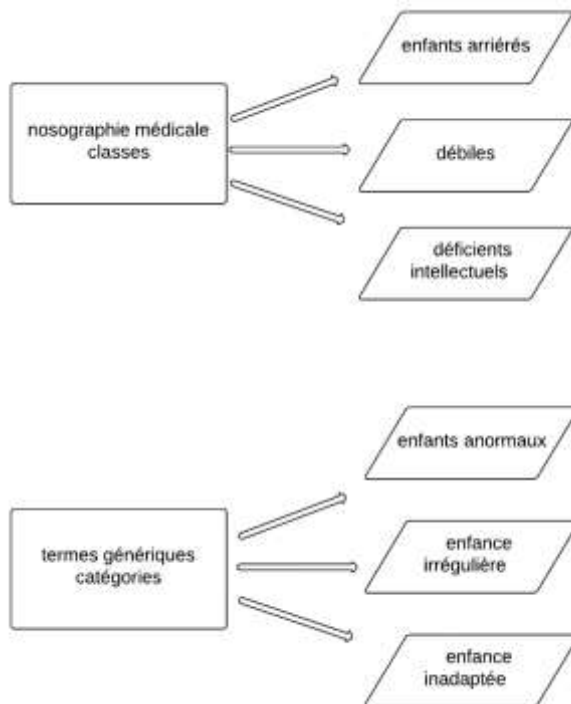 enfants arriérés
nosographie médicale
classes
débiles
déficients
intellectuels
enfants anormaux
termes génériques
catégories
enfance
irrégulière
enfance
inadaptée